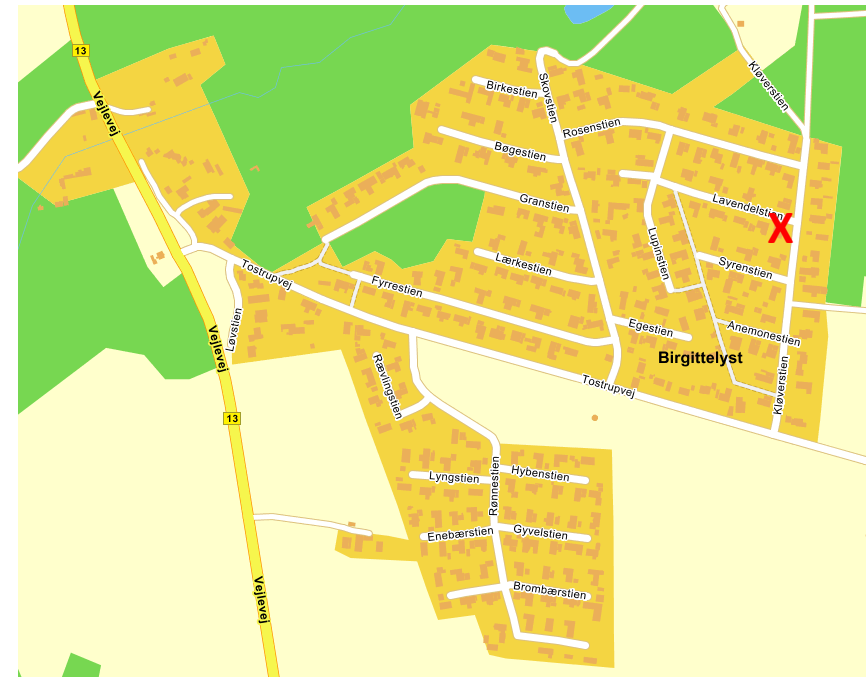 13
Vejlevej
Kløverstien
Birkestien
Skovstien
Rosenstien
Bøgestien
Granstien
Lavendelstien
X
Lupinstien
Lærkestien
Syrenstien
Tostrupvej
Fyrrestien
Løvstien
Vejlevej
Egestien
Anemonestien
Birgittelyst
Rævlingstien
Tostrupvej
Kløverstien
13
Hybenstien
Lyngstien
Rønnestien
Enebærstien
Gyvelstien
Brombærstien
Vejlevej